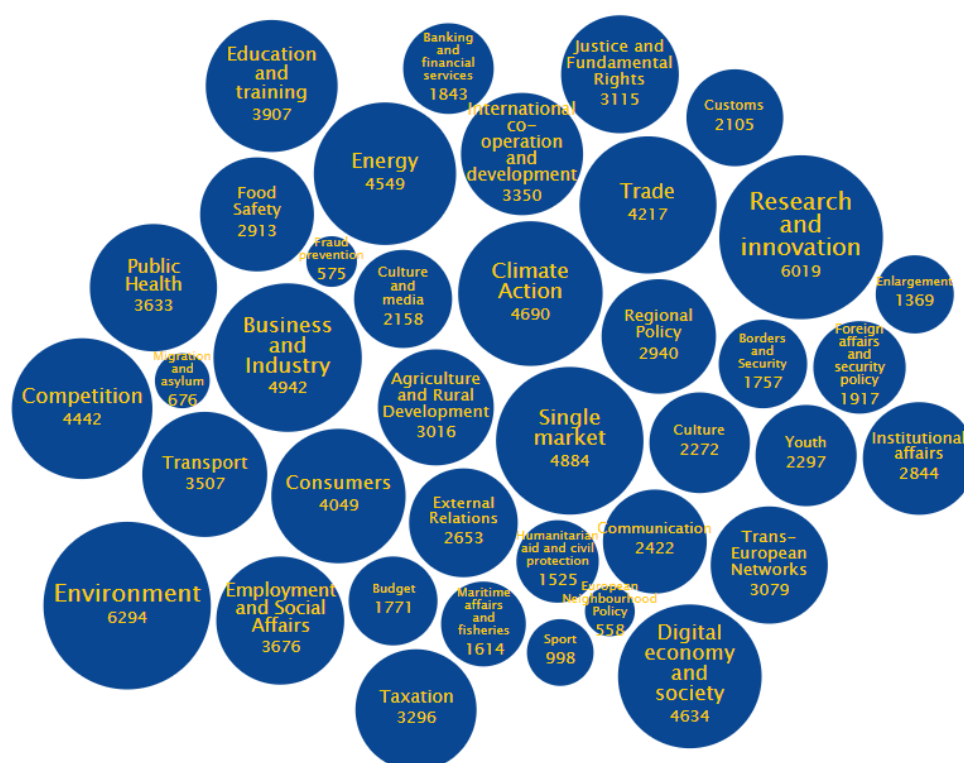 Education
and
training
3907
Banking
and
financial
services
1843
Justice and
Fundamental
Rights
3115
Customs
2105
International
co-
operation
and
development
3350
Energy
4549
Trade
4217
Research
and
innovation
6019
Food
Safety
2913
Fraud
prevention
575
Public
Health
3633
Culture
and
media
2158
Climate
Action
4690
Enlargement
1369
Business
and
Industry
4942
Regional
Policy
2940
Borders
and
Security
1757
Foreign
affairs
and
security
policy
1917
Migration
and
asylum
676
Competition
4442
Agriculture
and Rural
Development
3016
Single
market
4884
Culture
2272
Youth
2297
Institutional
affairs
2844
Transport
3507
Consumers
4049
External
Relations
2653
Humanitarian
aid and civil
protection
1525
Communication
2422
Trans-
European
Networks
3079
Environment
6294
Employment
and Social
Affairs
3676
Budget
1771
Maritime
affairs
and
fisheries
1614
European
Neighbourhood
Policy
558
Sport
998
Digital
economy
and
society
4634
Taxation
3296